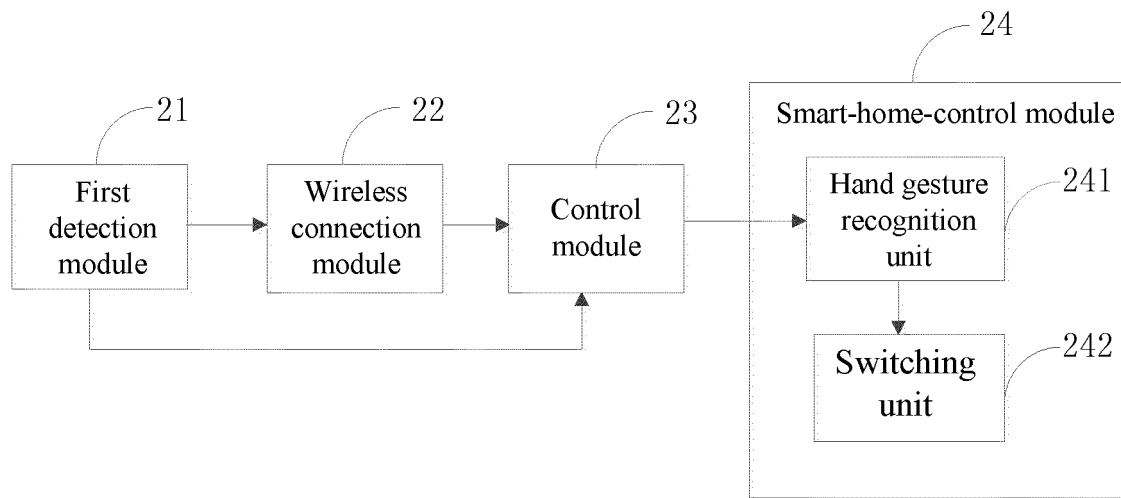 24
21
22
23
Smart-home-control module
First
detection
module
Wireless
connection
module
Control
module
Hand gesture
recognition
unit
241
Switching
unit
242